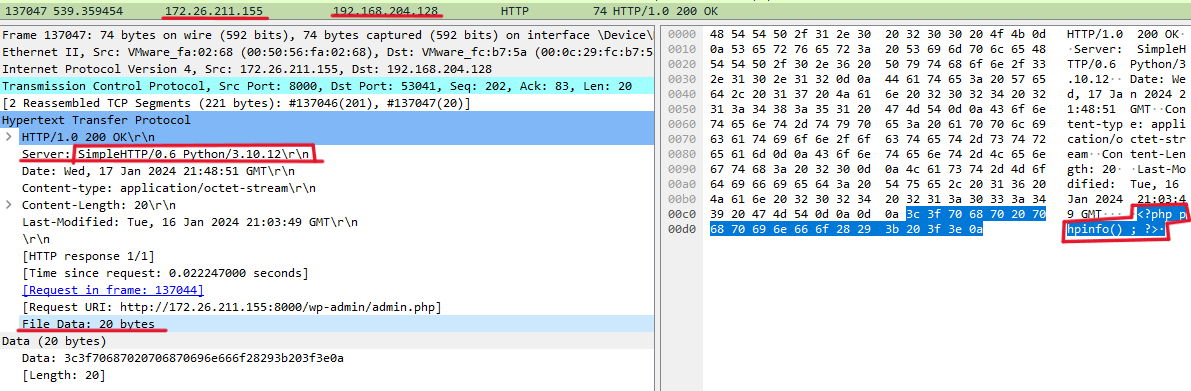 137047 539.359454 172.26.211.155 192.168.204.128 HTTP 74 HTTP/1.0 200 OK
Frame 137047: 74 bytes on wire (592 bits), 74 bytes captured (592 bits) on interface \Device\
Ethernet II, Src: VMware_fa:02:68 (00:50:56:fa:02:68), Dst: VMware_fc:b7:5a (00:0c:29:fc:b7:5
Internet Protocol Version 4, Src: 172.26.211.155, Dst: 192.168.204.128
Transmission Control Protocol, Src Port: 8000, Dst Port: 53041, Seq: 202, Ack: 83, Len: 20
[2 Reassembled TCP Segments (221 bytes): #137046(201), #137047(20)]
Hypertext Transfer Protocol
HTTP/1.0 200 OK\r\n
Server: SimpleHTTP/0.6 Python/3.10.12\r\n
Date: Wed, 17 Jan 2024 21:48:51 GMT\r\n
Content-type: application/octet-stream\r\n
Content-Length: 20\r\n
Last-Modified: Tue, 16 Jan 2024 21:03:49 GMT\r\n
\r\n
[HTTP response 1/1]
[Time since request: 0.022247000 seconds]
[Request in frame: 137044]
[Request URI: http://172.26.211.155:8000/wp-admin/admin.php]
File Data: 20 bytes
Data (20 bytes)
Data: 3c3f70687020706870696e666f28293b203f3e0a
[Length: 20]
0000 48 54 54 50 2f 31 2e 30 20 32 30 30 20 4f 4b 0d HTTP/1.0 200 OK·
0010 0a 53 65 72 76 65 72 3a 20 53 69 6d 70 6c 65 48 ·Server: SimpleH
0020 54 54 50 2f 30 2e 36 20 50 79 74 68 6f 6e 2f 33 TTP/0.6 Python/3
0030 2e 31 30 2e 31 32 0d 0a 44 61 74 65 3a 20 57 65 .10.12·· Date: We
0040 64 2c 20 31 37 20 4a 61 6e 20 32 30 32 34 20 32 d, 17 Jan 2024 2
0050 31 3a 34 38 3a 35 31 20 47 4d 54 0d 0a 43 6f 6e 1:48:51 GMT··Con
0060 74 65 6e 74 2d 74 79 70 65 3a 20 61 70 70 6c 69 tent-typ e: appli
0070 63 61 74 69 6f 6e 2f 6f 63 74 65 74 2d 73 74 72 cation/o ctet-str
0080 65 61 6d 0d 0a 43 6f 6e 74 65 6e 74 2d 4c 65 6e eam··Con tent-Len
0090 67 74 68 3a 20 32 30 0d 0a 4c 61 73 74 2d 4d 6f gth: 20· ·Last-Mo
00a0 64 69 66 69 65 64 3a 20 54 75 65 2c 20 31 36 20 dified: Tue, 16
00b0 4a 61 6e 20 32 30 32 34 20 32 31 3a 30 33 3a 34 Jan 2024 21:03:4
00c0 39 20 47 4d 54 0d 0a 0d 0a 3c 3f 70 68 70 20 70 9 GMT··· ·<?php p
00d0 68 70 69 6e 66 6f 28 29 3b 20 3f 3e 0a hpinfo() ; ?>·